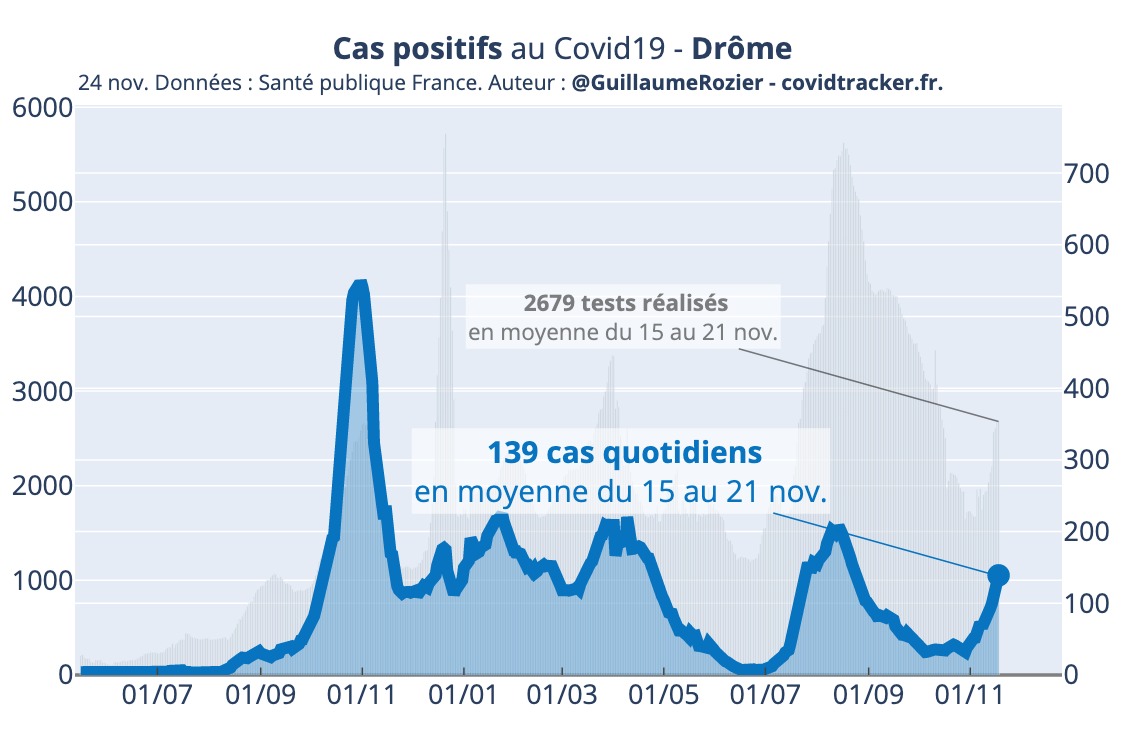 Cas positifs au Covid19 - Drôme
24 nov. Données : Santé publique France. Auteur : @GuillaumeRozier - covidtracker.fr.
6000
5000
4000
3000
2000
1000
0
700
600
500
400
300
200
100
0
2679 tests réalisés
en moyenne du 15 au 21 nov.
139 cas quotidiens
en moyenne du 15 au 21 nov.
01/07 01/09 01/11 01/01 01/03 01/05 01/07 01/09 01/11